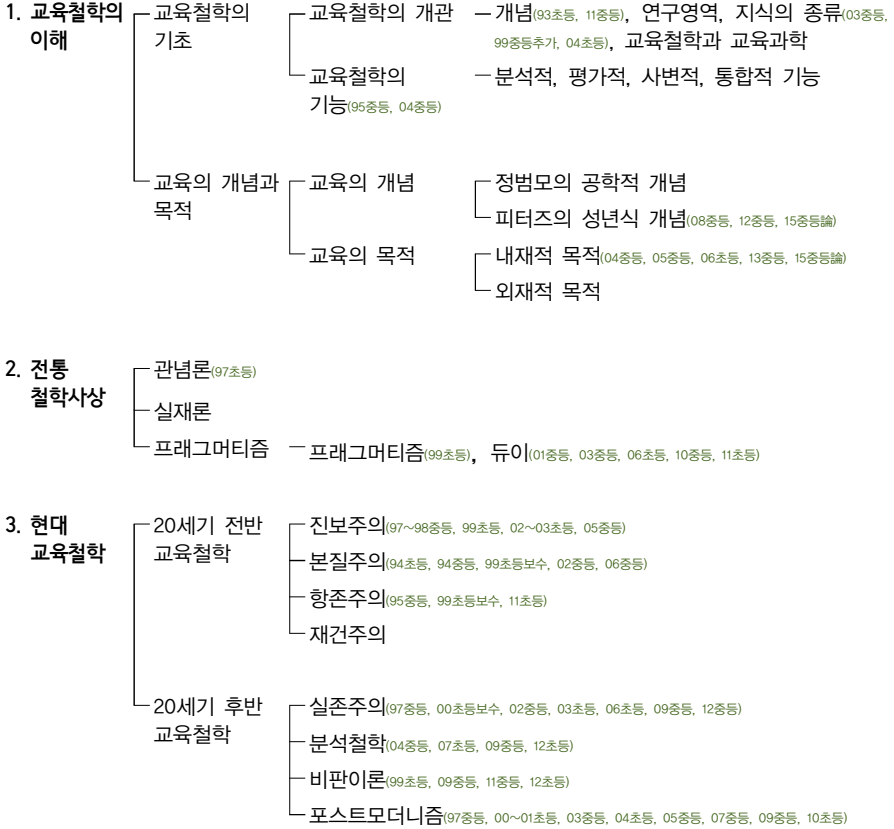 1. 교육철학의 이해
교육철학의 기초
교육철학의 개관
개념(93초등, 11중등), 연구영역, 지식의 종류(03중등, 99중등추가, 04초등), 교육철학과 교육과학
교육철학의 기능(95중등, 04중등)
분석적, 평가적, 사변적, 통합적 기능
교육의 개념과 목적
교육의 개념
정범모의 공학적 개념
피터즈의 성년식 개념(08중등, 12중등, 15중등論)
교육의 목적
내재적 목적(04중등, 05중등, 06초등, 13중등, 15중등論)
외재적 목적
2. 전통 철학사상
관념론(97초등)
실재론
프래그머티즘
프래그머티즘(99초등), 듀이(01중등, 03중등, 06초등, 10중등, 11초등)
3. 현대 교육철학
20세기 전반 교육철학
진보주의(97~98중등, 99초등, 02~03초등, 05중등)
본질주의(94초등, 94중등, 99초등보수, 02중등, 06중등)
항존주의(95중등, 99초등보수, 11초등)
재건주의
20세기 후반 교육철학
실존주의(97중등, 00초등보수, 02중등, 03초등, 06초등, 09중등, 12중등)
분석철학(04중등, 07초등, 09중등, 12초등)
비판이론(99초등, 09중등, 11중등, 12초등)
포스트모더니즘(97중등, 00~01초등, 03중등, 04초등, 05중등, 07중등, 09중등, 10초등)